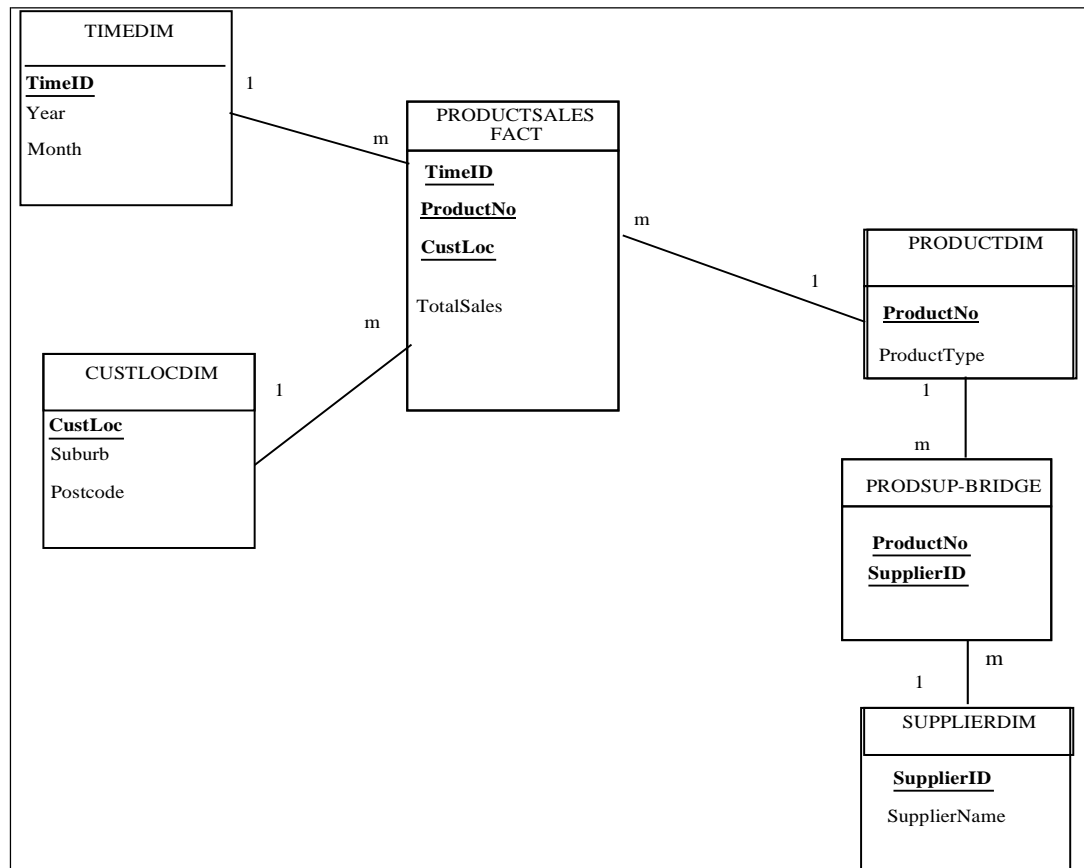 TIMEDIM
TimeID
Year
Month
1
m
PRODUCTSALES
FACT
TimeID
ProductNo
CustLoc
TotalSales
m
1
PRODUCTDIM
ProductNo
ProductType
m
1
CUSTLOCDIM
CustLoc
Suburb
Postcode
1
m
PRODSUP-BRIDGE
ProductNo
SupplierID
m
1
SUPPLIERDIM
SupplierID
SupplierName